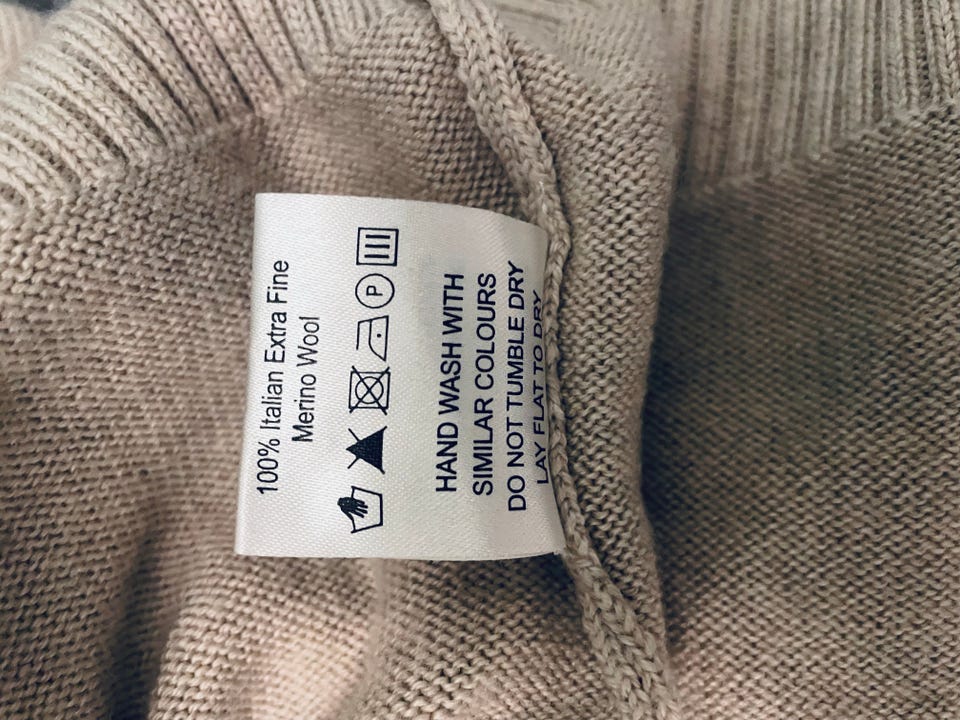 100% Italian Extra Fine
Merino Wool
P
HAND WASH WITH
SIMILAR COLOURS
DO NOT TUMBLE DRY
LAY FLAT TO DRY